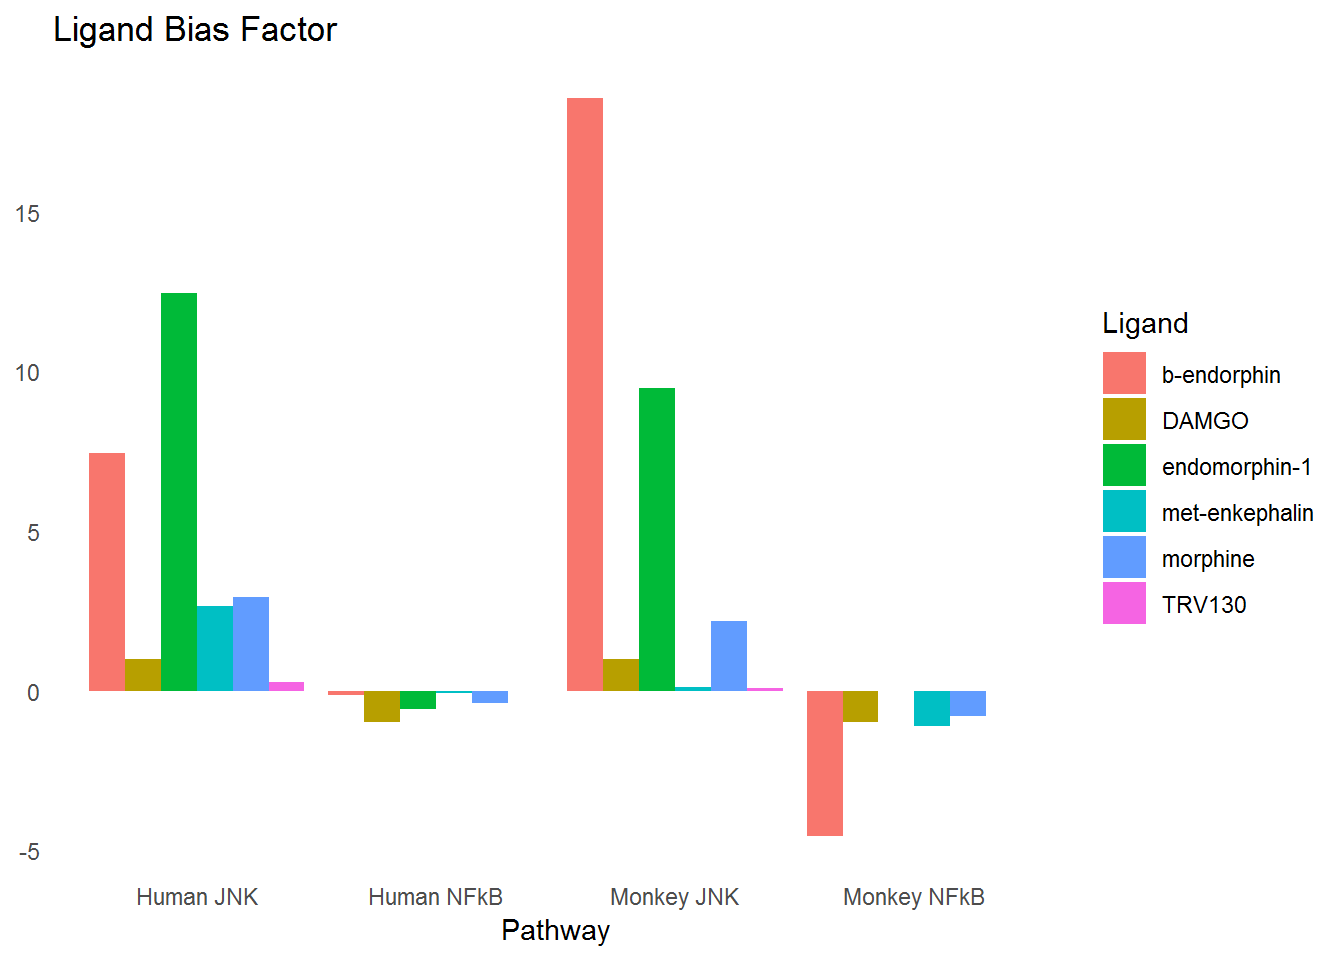 Ligand Bias Factor
15
10
5
0
-5
Human JNK
Human NFkB
Monkey JNK
Monkey NFkB
Pathway
Ligand
b-endorphin
DAMGO
endomorphin-1
met-enkephalin
morphine
TRV130